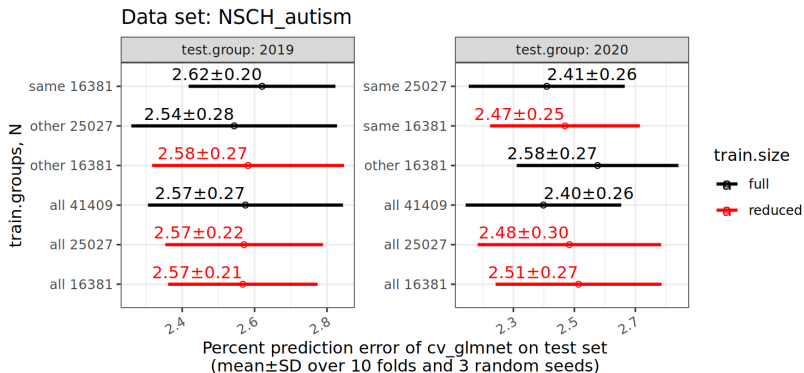 Data set: NSCH_autism
test.group: 2019
test.group: 2020
train.groups, N
same 16381
2.62±0.20
other 25027
2.54±0.28
other 16381
2.58±0.27
all 41409
2.57±0.27
all 25027
2.57±0.22
all 16381
2.57±0.21
2.4
2.6
2.8
same 25027
2.41±0.26
same 16381
2.47±0.25
other 16381
2.58±0.27
all 41409
2.40±0.26
all 25027
2.48±0.30
all 16381
2.51±0.27
2.3
2.5
2.7
train.size
a full
a reduced
Percent prediction error of cv_glmnet on test set
(mean±SD over 10 folds and 3 random seeds)